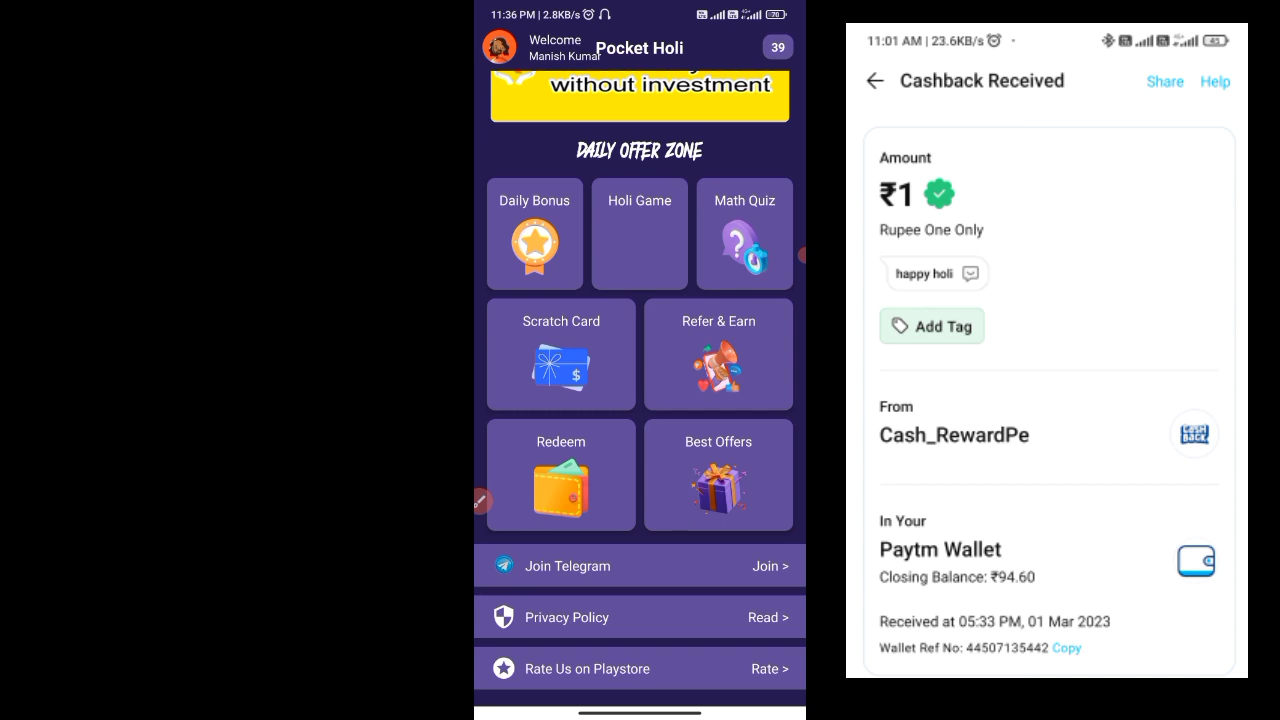 11:36 PM | 2.8KB/s
70
Welcome
Manish Kumar
Pocket Holi
39
without investment
DAILY OFFER ZONE
Daily Bonus
Holi Game
Math Quiz
Scratch Card
Refer & Earn
$
Redeem
Best Offers
Join Telegram
Join >
Privacy Policy
Read >
Rate Us on Playstore
Rate >
11:01 AM | 23.6KB/s
Cashback Received
Share
Help
Amount
₹1
Rupee One Only
happy holi
Add Tag
From
Cash_RewardPe
CASH
BACK
In Your
Paytm Wallet
Closing Balance: ₹94.60
Received at 05:33 PM, 01 Mar 2023
Wallet Ref No: 44507135442 Copy